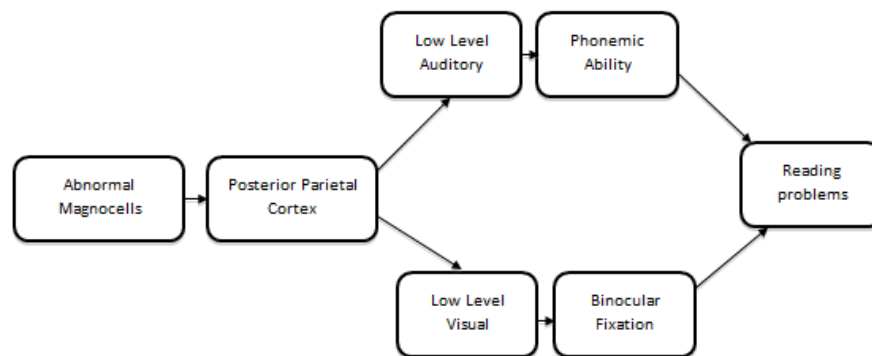 Low Level
Auditory
Phonemic
Ability
Abnormal
Magnocells
Posterior Parietal
Cortex
Reading
problems
Low Level
Visual
Binocular
Fixation